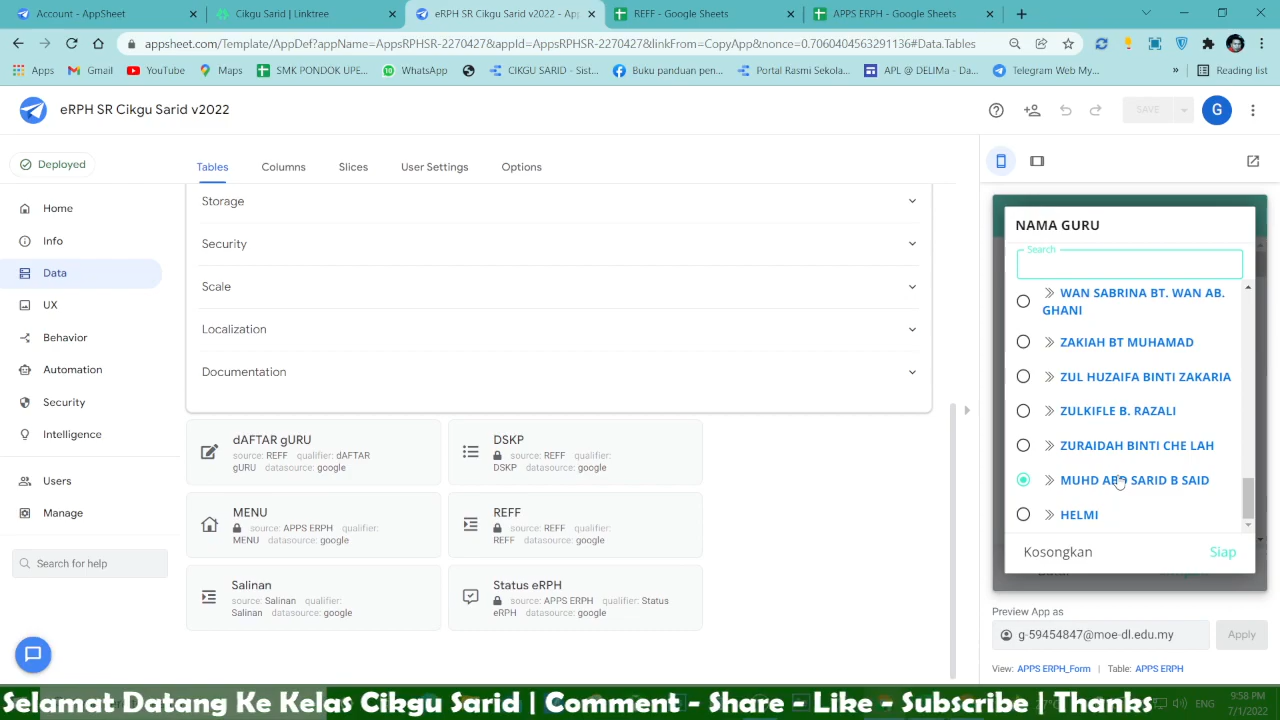 Apps - Account
Cikgu Sarid | Linktree
eRPH SR Cikgu Sarid v2022 - App
REFF - Google Sheets
APPS ERPH - Google Sheets
appsheet.com/Template/AppDef?appName=AppsRPHSR-2270427&appId=AppsRPHSR-2270427&linkFrom=CopyApp&nonce=0.7060404563291136#Data.Tables
Apps
Gmail
YouTube
Maps
SMK PONDOK UPE...
WhatsApp
CIKGU SARID - Sist...
Buku panduan pen...
Portal Rasmi Sekola...
APL @ DELIMa - Da...
Telegram Web My...
»
Reading list
eRPH SR Cikgu Sarid v2022
SAVE
G
Deployed
Tables
Columns
Slices
User Settings
Options
Home
Info
Data
UX
Behavior
Automation
Security
Intelligence
Users
Manage
Search for help
Storage
Security
Scale
Localization
Documentation
dAFTAR gURU
source: REFF qualifier: dAFTAR
gURU datasource: google
DSKP
source: REFF qualifier:
DSKP datasource: google
MENU
source: APPS ERPH qualifier:
MENU datasource: google
REFF
source: REFF qualifier:
REFF datasource: google
Salinan
source: Salinan qualifier:
Salinan datasource: google
Status eRPH
source: APPS ERPH qualifier: Status
eRPH datasource: google
NAMA GURU
Search
WAN SABRINA BT. WAN AB.
GHANI
ZAKIAH BT MUHAMAD
ZUL HUZAIFA BINTI ZAKARIA
ZULKIFLE B. RAZALI
ZURAIDAH BINTI CHE LAH
MUHD ABD SARID B SAID
HELMI
Kosongkan
Siap
Preview App as
g-59454847@moe-dl.edu.my
Apply
View: APPS ERPH_Form | Table: APPS ERPH
Selamat Datang Ke Kelas Cikgu Sarid | Comment - Share - Like - Subscribe | Thanks
ENG
9:58 PM
7/1/2022